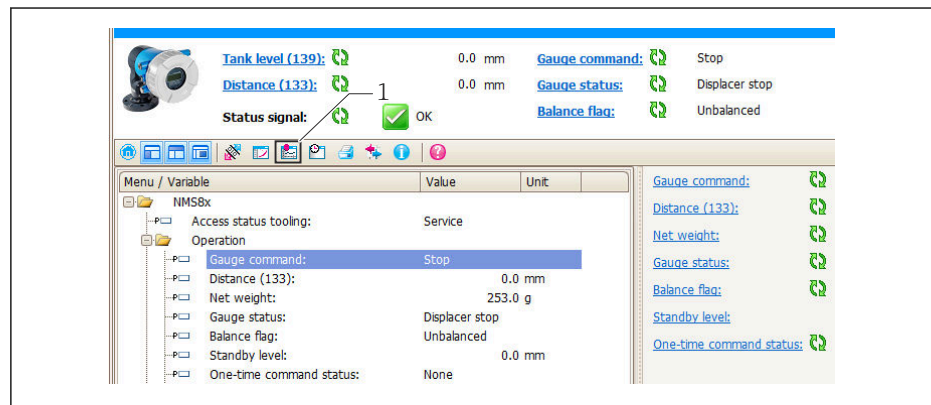 Tank level (139): 0.0 mm Gauge command: Stop
Distance (133): 0.0 mm Gauge status: Displacer stop
1
Status signal: OK Balance flag: Unbalanced
Menu / Variable Value Unit
NMS8x
Access status tooling: Service
Operation
Gauge command: Stop
Distance (133): 0.0 mm
Net weight: 253.0 g
Gauge status: Displacer stop
Balance flag: Unbalanced
Standby level: 0.0 mm
One-time command status: None
Gauge command:
Distance (133):
Net weight:
Gauge status:
Balance flag:
Standby level:
One-time command status: